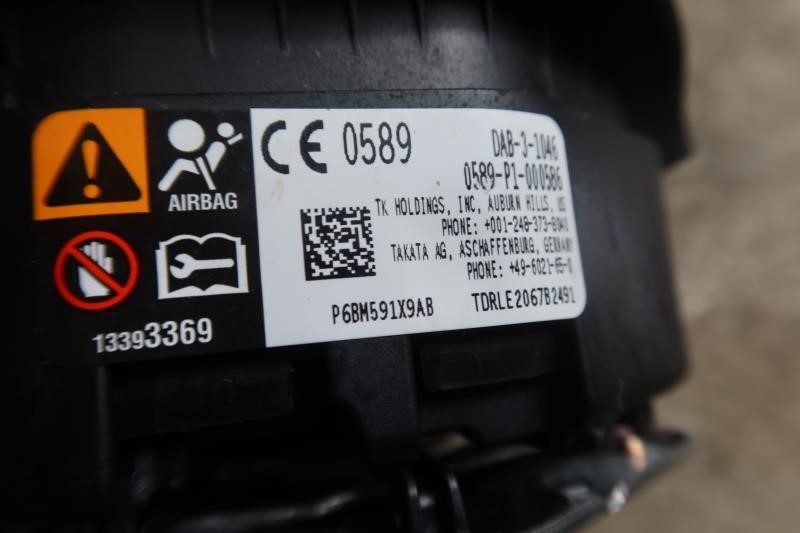 AIRBAG
13393369
CE 0589
DAB-3-1046
0589-P1-000586
TK HOLDINGS, INC, AUBURN HILLS, US
PHONE: +001-248-373-8040
TAKATA AG, ASCHAFFENBURG, GERMANY
PHONE: +49-6021-65-0
P6BM591X9AB
TDRLE2067B2491